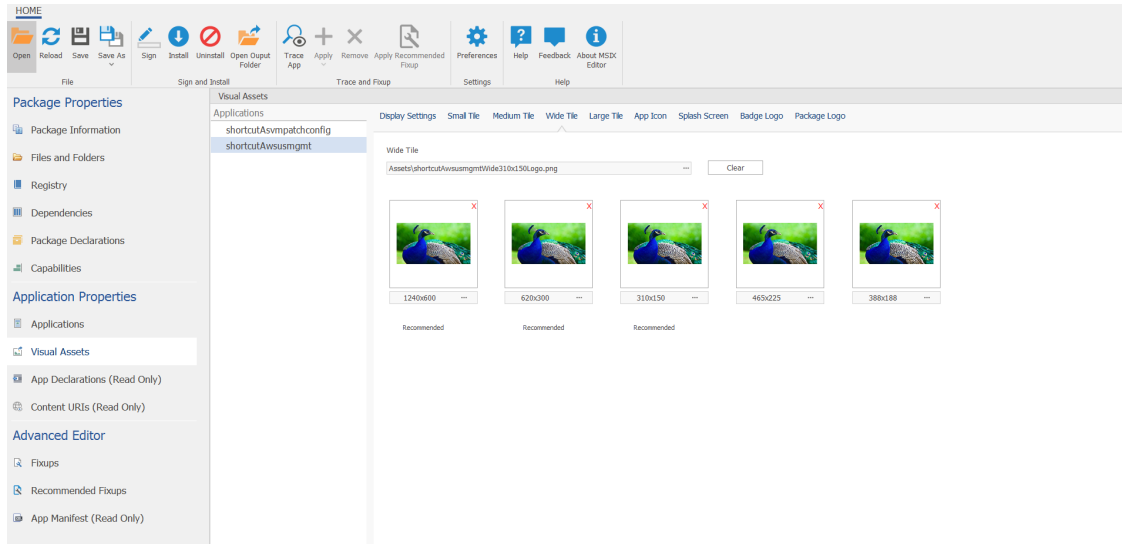 HOME
Open Reload Save Save As Sign Install Uninstall Open Ouput Folder Trace App Apply Remove Apply Recommended Fixup Preferences Help Feedback About MSIX Editor
File Sign and Install Trace and Fixup Settings Help
Package Properties
Package Information
Files and Folders
Registry
Dependencies
Package Declarations
Capabilities
Application Properties
Applications
Visual Assets
App Declarations (Read Only)
Content URIs (Read Only)
Advanced Editor
Fixups
Recommended Fixups
App Manifest (Read Only)
Visual Assets
Applications
shortcutAsvmpatchconfig
shortcutAwsusmgmt
Display Settings Small Tile Medium Tile Wide Tile Large Tile App Icon Splash Screen Badge Logo Package Logo
Wide Tile
Assets\shortcutAwsusmgmtWide310x150Logo.png ... Clear
X X X X X
1240x600 ... 620x300 ... 310x150 ... 465x225 ... 388x188 ...
Recommended Recommended Recommended